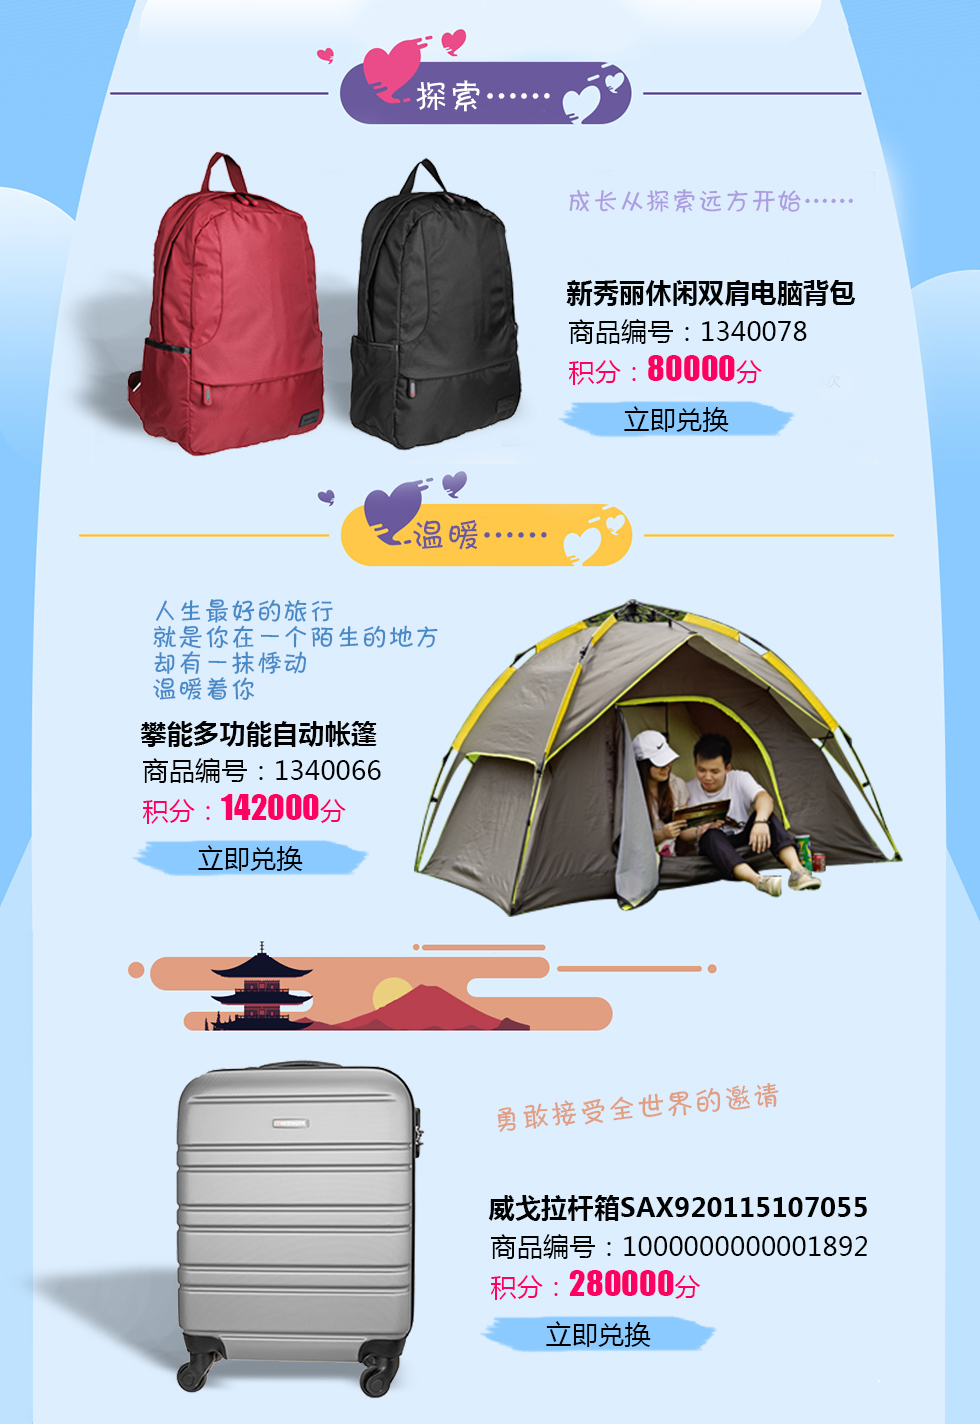 探索……
成长从探索远方开始……
新秀丽休闲双肩电脑背包
商品编号：1340078
积分：80000分
立即兑换
温暖……
人生最好的旅行
就是你在一个陌生的地方
却有一抹悸动
温暖着你
攀能多功能自动帐篷
商品编号：1340066
积分：142000分
立即兑换
勇敢接受全世界的邀请
威戈拉杆箱SAX920115107055
商品编号：1000000000001892
积分：280000分
立即兑换